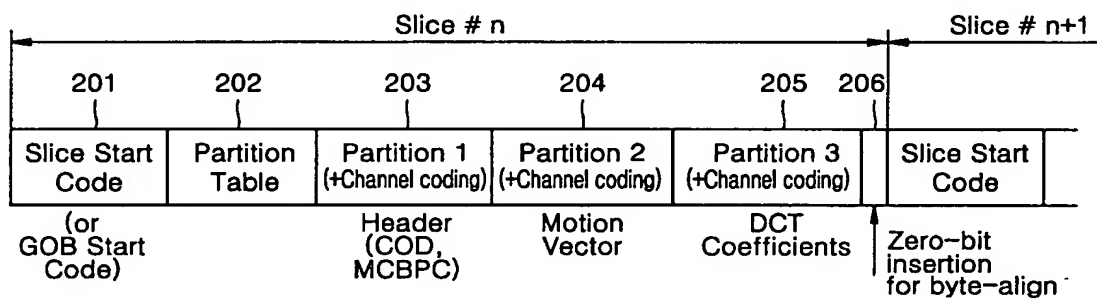 Slice # n
Slice # n+1
201
202
203
204
205
206
Slice Start
Code
Partition
Table
Partition 1
(+Channel coding)
Partition 2
(+Channel coding)
Partition 3
(+Channel coding)
Slice Start
Code
(or
GOB Start
Code)
Header
(COD,
MCBPC)
Motion
Vector
DCT
Coefficients
Zero-bit
insertion
for byte-align